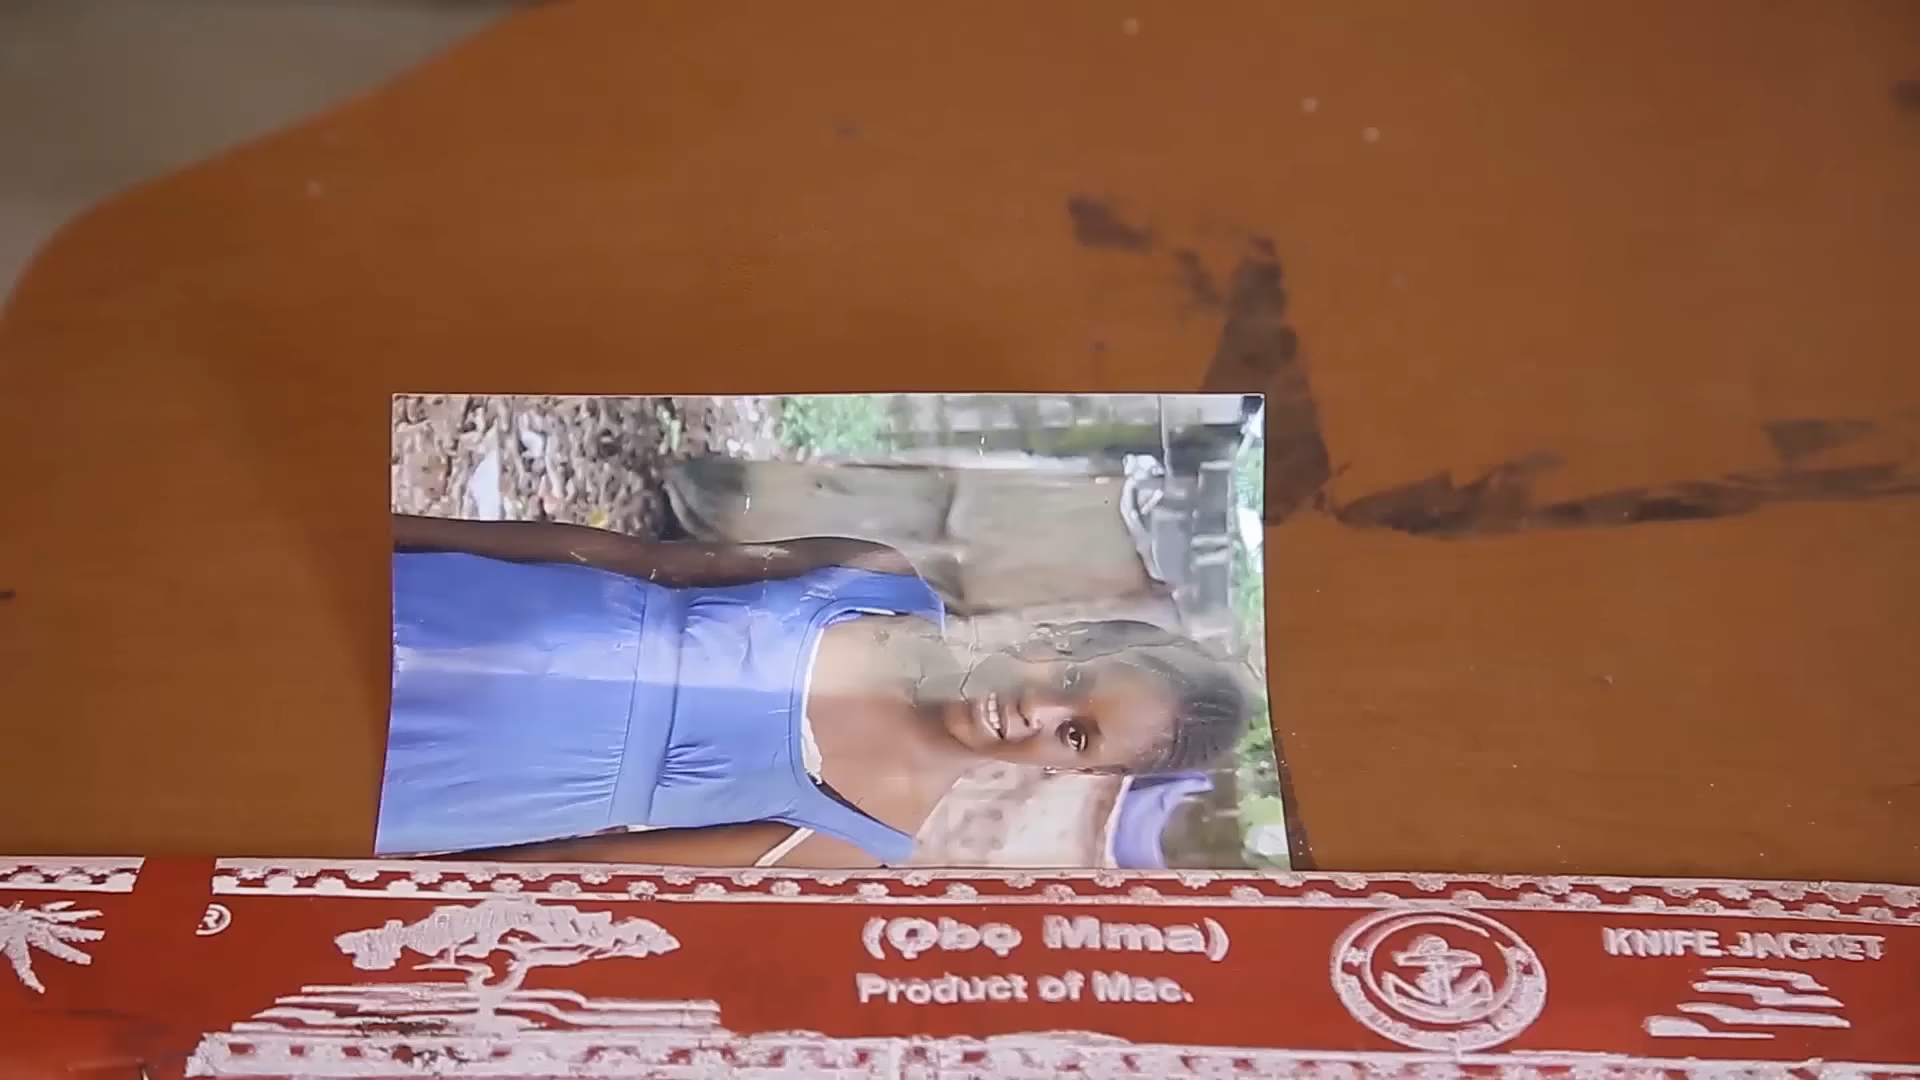 ®
(Ọbọ Mma)
Product of Mac.
KNIFE JACKET